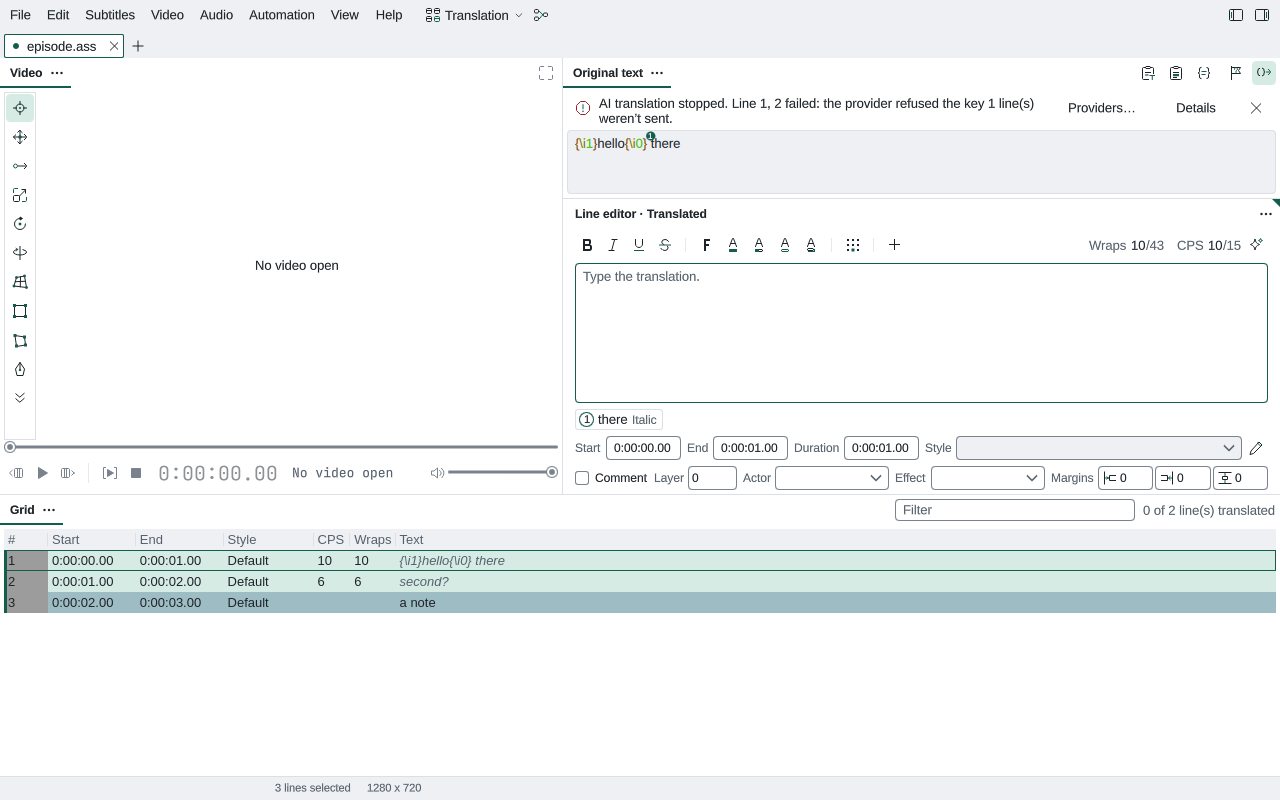 File Edit Subtitles Video Audio Automation View Help Translation
episode.ass
Video
Original text
AI translation stopped. Line 1, 2 failed: the provider refused the key 1 line(s)
weren't sent.
Providers… Details
{\i1}hello{\i0} there
1
Line editor · Translated
B I U S F A A A A
Wraps 10/43 CPS 10/15
Type the translation.
No video open
1 there Italic
Start 0:00:00.00 End 0:00:01.00 Duration 0:00:01.00 Style
Comment Layer 0 Actor Effect Margins 0 0 0
0:00:00.00 No video open
Grid
Filter
0 of 2 line(s) translated
# Start End Style CPS Wraps Text
1 0:00:00.00 0:00:01.00 Default 10 10 {\i1}hello{\i0} there
2 0:00:01.00 0:00:02.00 Default 6 6 second?
3 0:00:02.00 0:00:03.00 Default a note
3 lines selected 1280 x 720